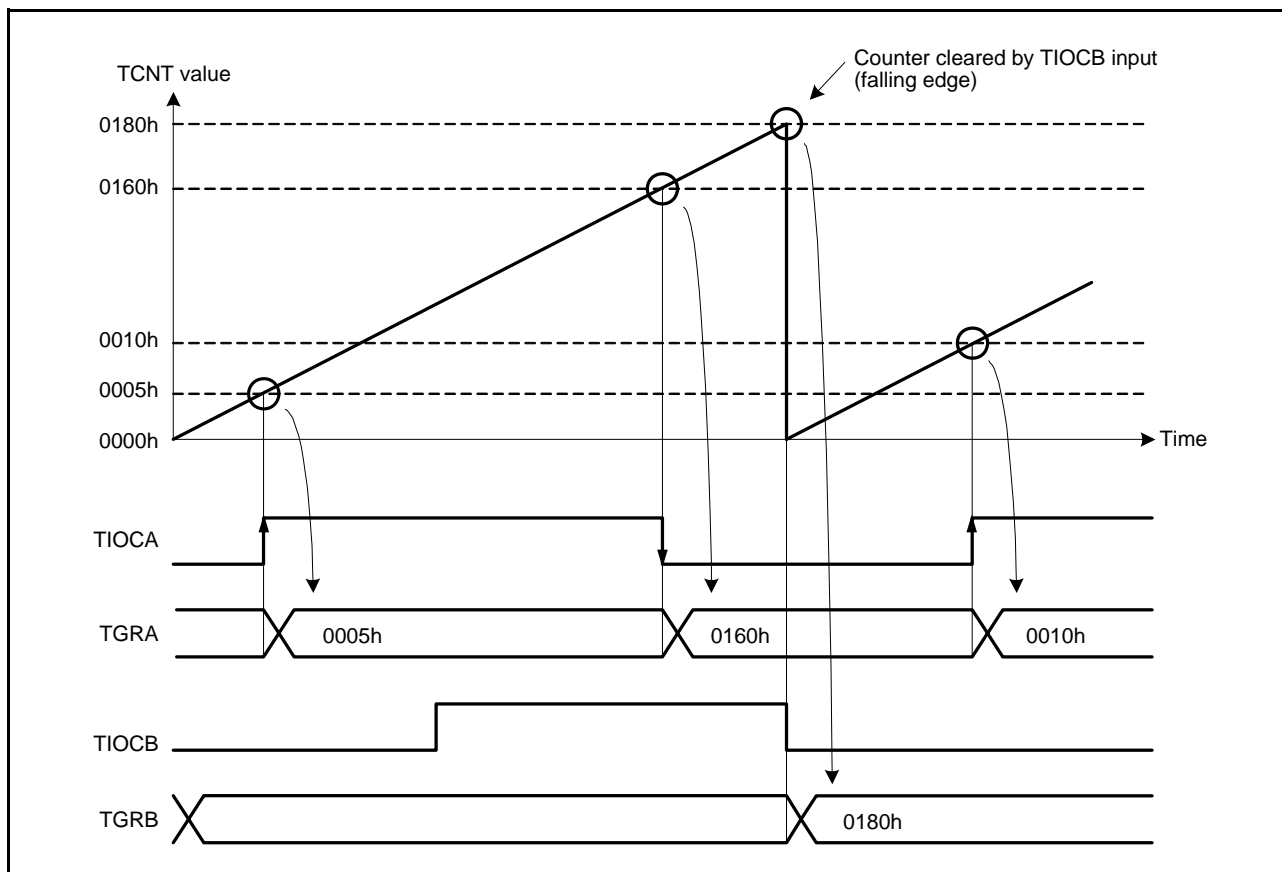 Counter cleared by TIOCB input
(falling edge)
TCNT value
0180h
0160h
0010h
0005h
0000h
Time
TIOCA
TGRA
0005h
0160h
0010h
TIOCB
TGRB
0180h